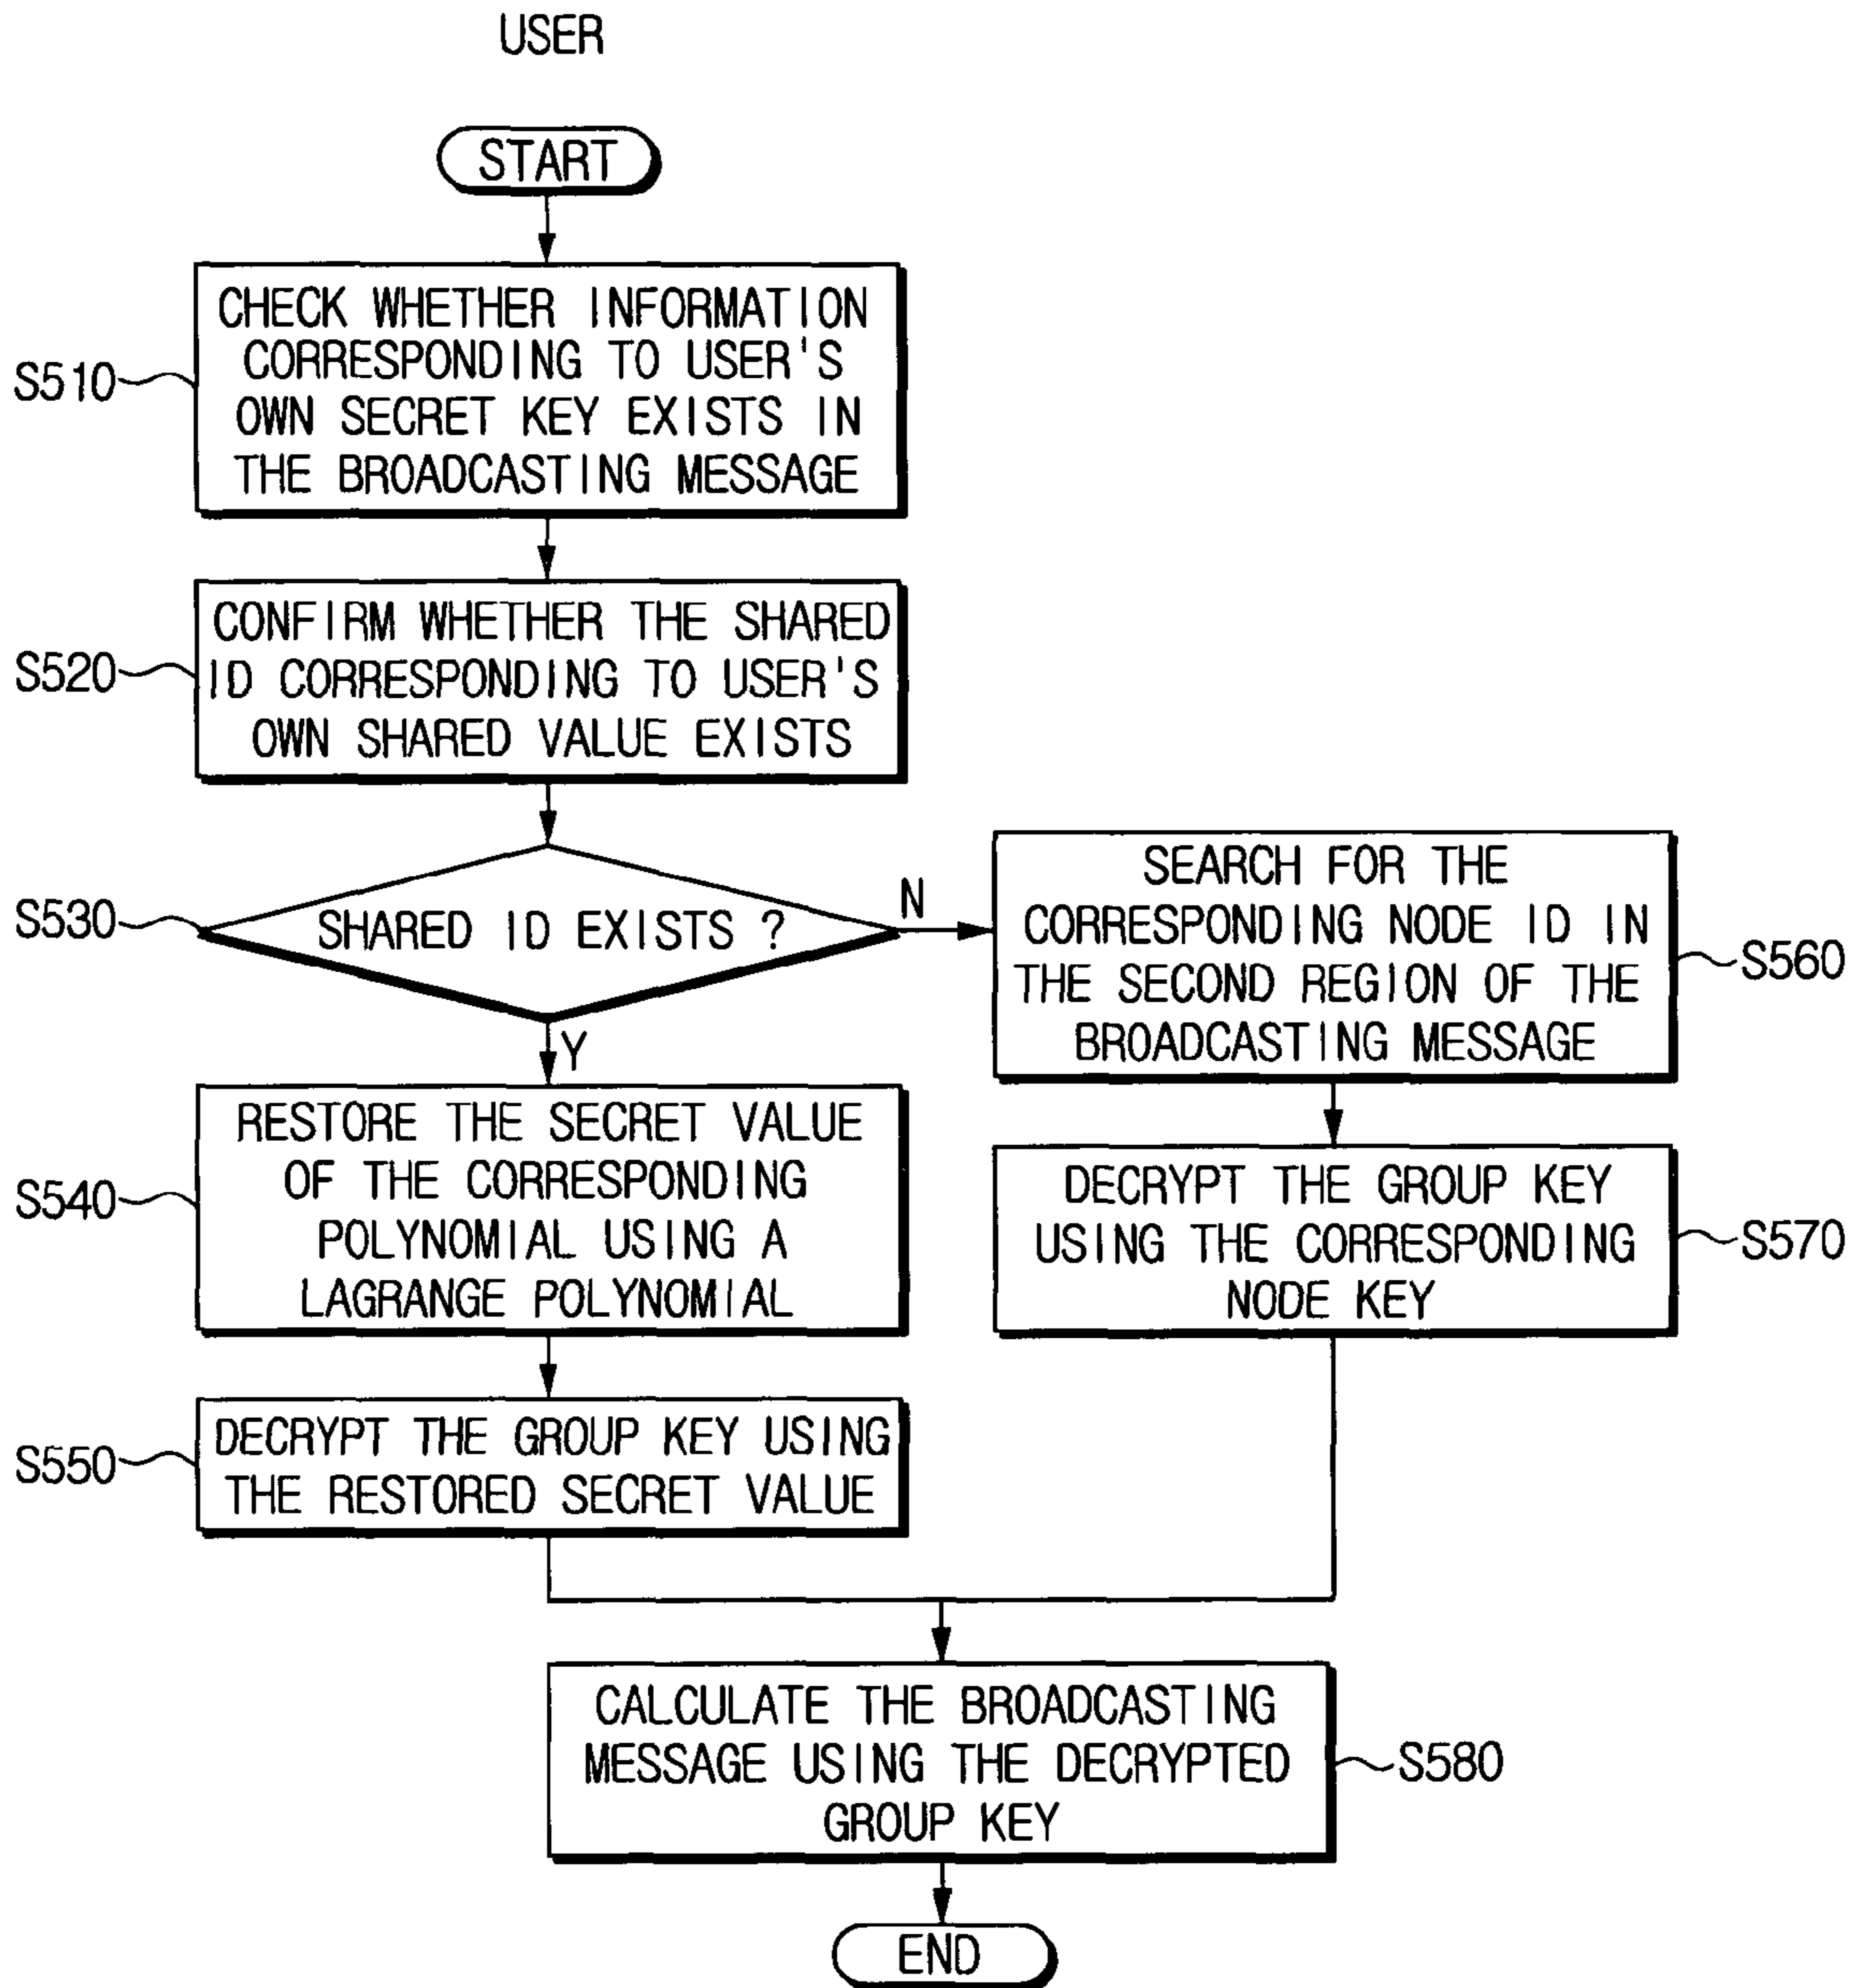 USER
START
S510
CHECK WHETHER INFORMATION
CORRESPONDING TO USER'S
OWN SECRET KEY EXISTS IN
THE BROADCASTING MESSAGE
S520
CONFIRM WHETHER THE SHARED
ID CORRESPONDING TO USER'S
OWN SHARED VALUE EXISTS
S530
SHARED ID EXISTS ?
N
Y
SEARCH FOR THE
CORRESPONDING NODE ID IN
THE SECOND REGION OF THE
BROADCASTING MESSAGE
S560
S540
RESTORE THE SECRET VALUE
OF THE CORRESPONDING
POLYNOMIAL USING A
LAGRANGE POLYNOMIAL
DECRYPT THE GROUP KEY
USING THE CORRESPONDING
NODE KEY
S570
S550
DECRYPT THE GROUP KEY USING
THE RESTORED SECRET VALUE
CALCULATE THE BROADCASTING
MESSAGE USING THE DECRYPTED
GROUP KEY
S580
END